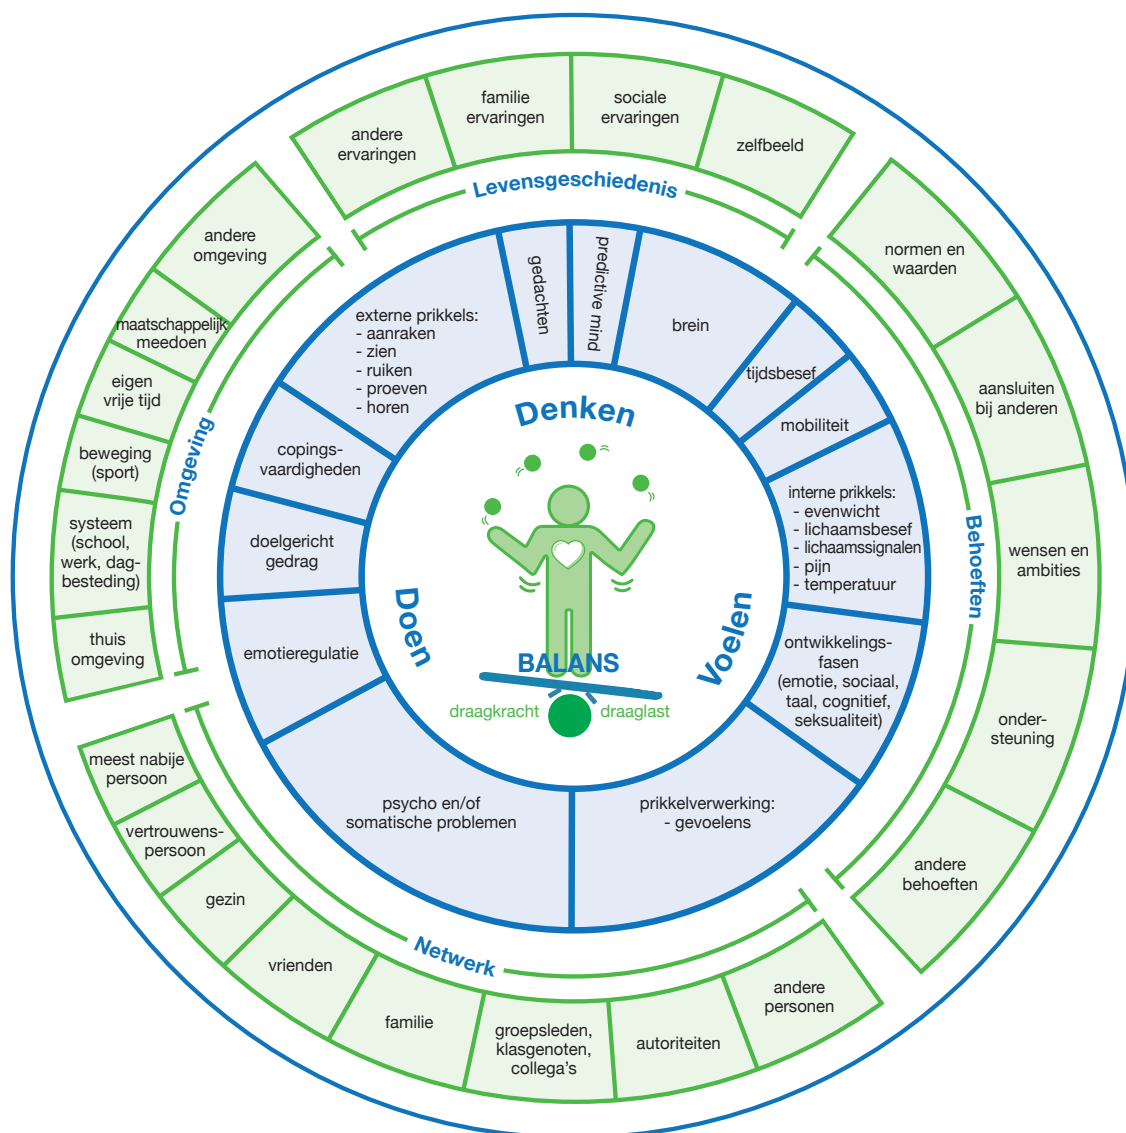 andere
ervaringen
familie
ervaringen
sociale
ervaringen
zelfbeeld
Levensgeschiedenis
normen en
waarden
aansluiten
bij anderen
wensen en
ambities
onder-
steuning
andere
behoeften
Behoeften
andere
personen
autoriteiten
groepsleden,
klasgenoten,
collega's
familie
vrienden
gezin
vertrouwens-
persoon
meest nabije
persoon
Netwerk
thuis
omgeving
systeem
(school,
werk, dag-
besteding)
beweging
(sport)
eigen
vrije tijd
maatschappelijk
meedoen
andere
omgeving
Omgeving
gedachten
predictive mind
brein
tijdsbesef
mobiliteit
interne prikkels:
- evenwicht
- lichaamsbesef
- lichaamssignalen
- pijn
- temperatuur
ontwikkelings-
fasen
(emotie, sociaal,
taal, cognitief,
seksualiteit)
prikkelverwerking:
- gevoelens
psycho en/of
somatische problemen
emotieregulatie
doelgericht
gedrag
copings-
vaardigheden
externe prikkels:
- aanraken
- zien
- ruiken
- proeven
- horen
Denken
Voelen
Doen
BALANS
draagkracht
draaglast